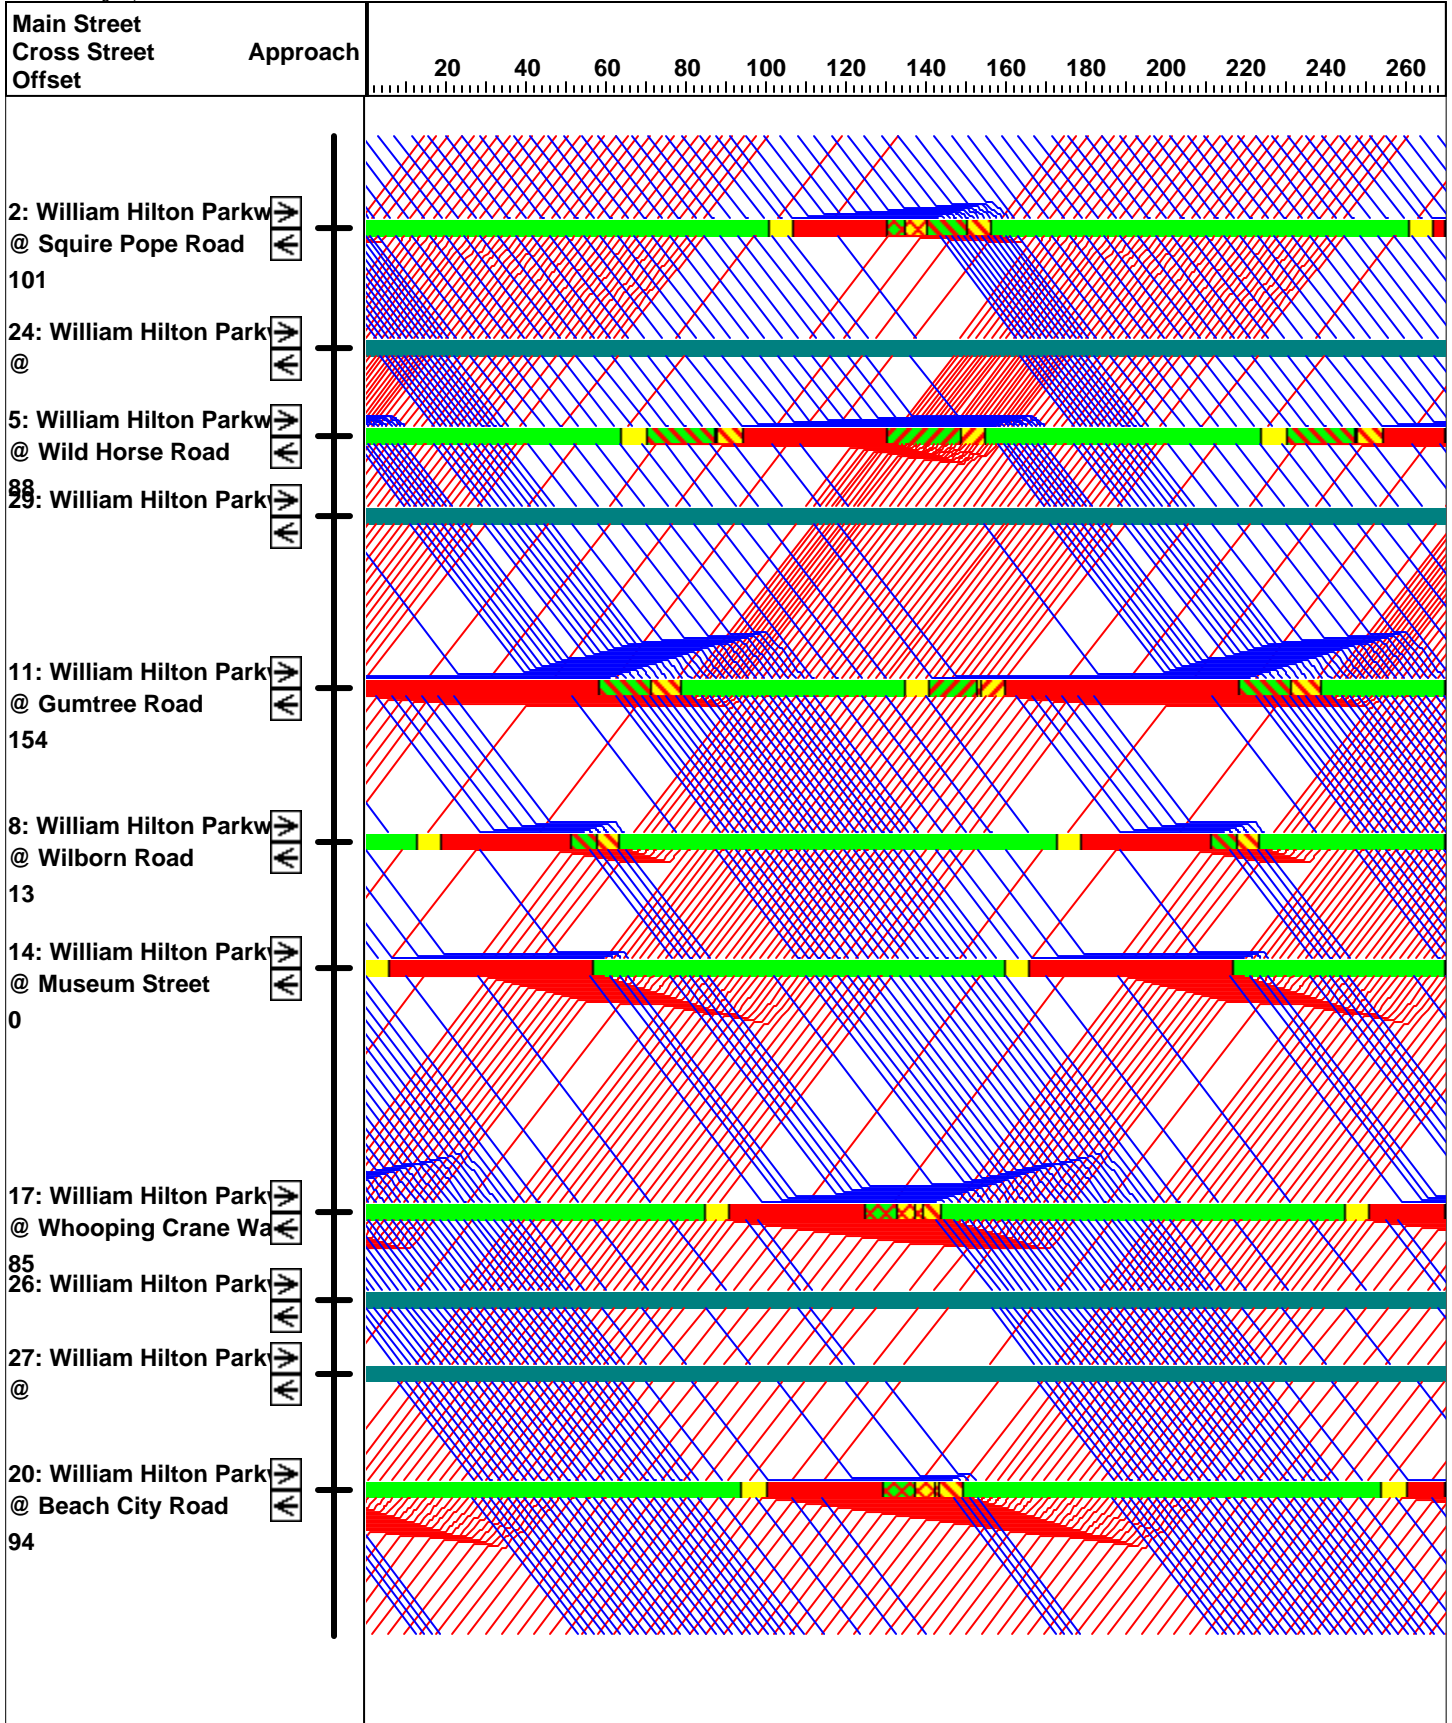 Main Street
Cross Street Approach
Offset
20 40 60 80 100 120 140 160 180 200 220 240 260
2: William Hilton Parkw
@ Squire Pope Road
101
24: William Hilton Park
@
5: William Hilton Parkw
@ Wild Horse Road
88
29: William Hilton Park
11: William Hilton Parkw
@ Gumtree Road
154
8: William Hilton Parkw
@ Wilborn Road
13
14: William Hilton Park
@ Museum Street
0
17: William Hilton Park
@ Whooping Crane Wa
85
26: William Hilton Park
27: William Hilton Park
@
20: William Hilton Park
@ Beach City Road
94